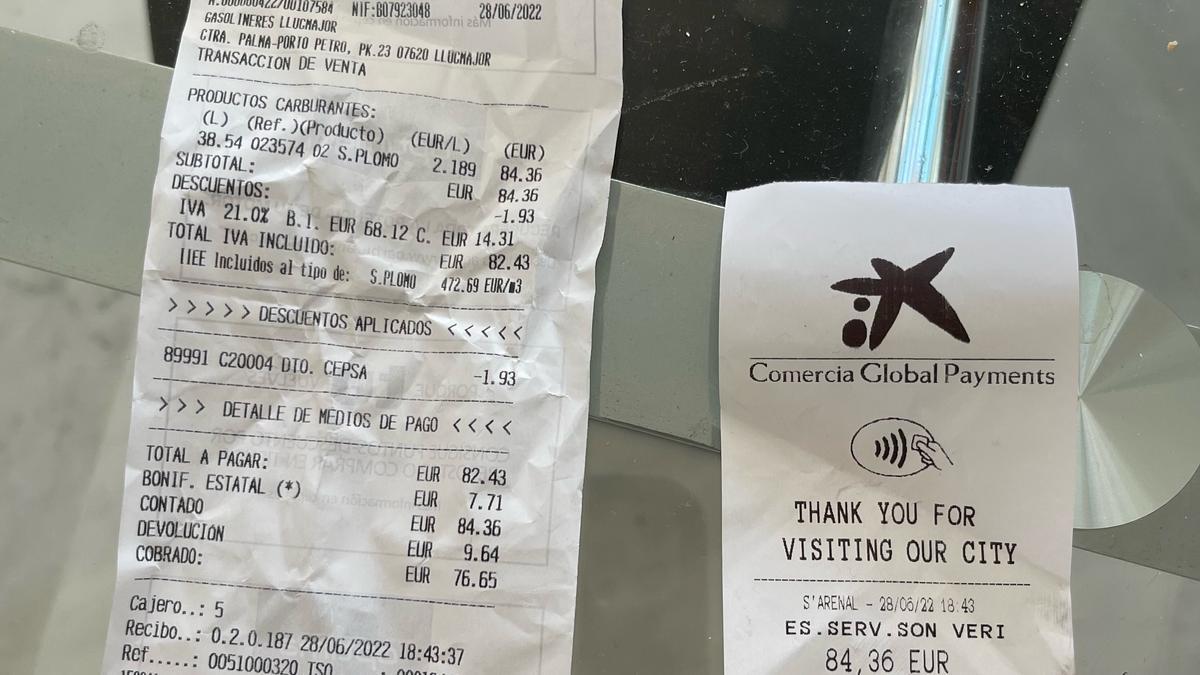 N.000000422/00107584 NIF:B07923048 28/06/2022
GASOLINERES LLUCMAJOR
CTRA. PALMA-PORTO PETRO, PK.23 07620 LLUCMAJOR
TRANSACCION DE VENTA
PRODUCTOS CARBURANTES:
(L) (Ref.)(Producto) (EUR/L) (EUR)
38.54 023574 02 S.PLOMO 2.189 84.36
SUBTOTAL: EUR 84.36
DESCUENTOS: -1.93
IVA 21.0% B.I. EUR 68.12 C. EUR 14.31
TOTAL IVA INCLUIDO: EUR 82.43
IIEE Incluidos al tipo de: S.PLOMO 472.69 EUR/m3
>>>>> DESCUENTOS APLICADOS <<<<<
89991 C20004 DTO. CEPSA -1.93
>>> DETALLE DE MEDIOS DE PAGO <<<<
TOTAL A PAGAR: EUR 82.43
BONIF. ESTATAL (*) EUR 7.71
CONTADO EUR 84.36
DEVOLUCIÓN EUR 9.64
COBRADO: EUR 76.65
Cajero..: 5
Recibo..: 0.2.0.187 28/06/2022 18:43:37
Ref.....: 0051000320 TSO
Comercia Global Payments
THANK YOU FOR
VISITING OUR CITY
S'ARENAL - 28/06/22 18:43
ES.SERV.SON VERI
84,36 EUR